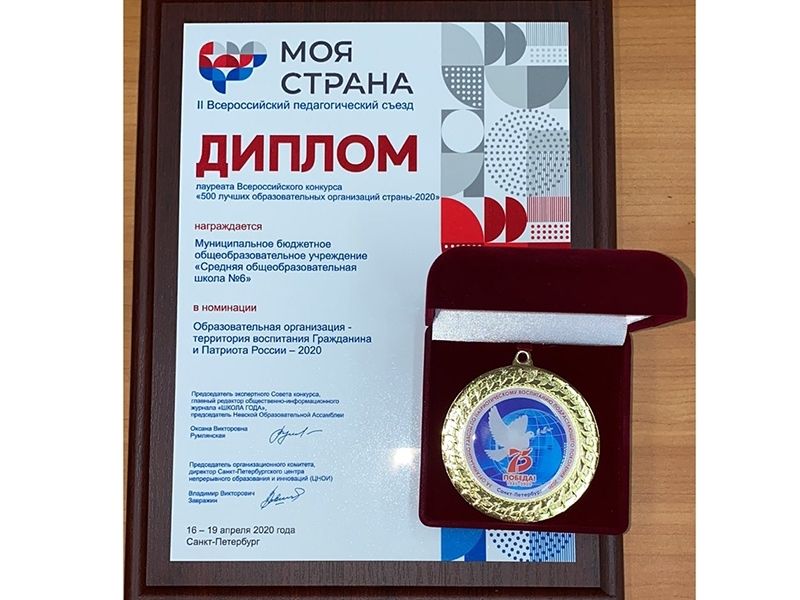 МОЯ
СТРАНА
II Всероссийский педагогический съезд
ДИПЛОМ
лауреата Всероссийского конкурса
«500 лучших образовательных организаций страны-2020»
награждается
Муниципальное бюджетное
общеобразовательное учреждение
«Средняя общеобразовательная
школа №6»
в номинации
Образовательная организация -
территория воспитания Гражданина
и Патриота России – 2020
Председатель экспертного Совета конкурса,
главный редактор общественно-информационного
журнала «ШКОЛА ГОДА»,
председатель Невской Образовательной Ассамблеи
Оксана Викторовна
Румлянская
Председатель организационного комитета,
директор Санкт-Петербургского центра
непрерывного образования и инноваций (ЦНОИ)
Владимир Викторович
Завражин
16 – 19 апреля 2020 года
Санкт-Петербург
75
ПОБЕДА!
Санкт-Петербург